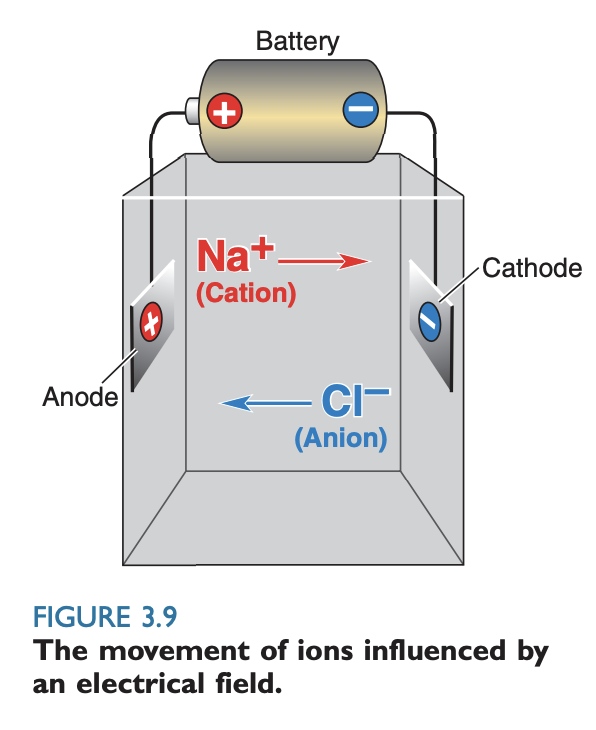 Battery
+
−
Na+
(Cation)
Cathode
+
−
Anode
Cl−
(Anion)
FIGURE 3.9
The movement of ions influenced by
an electrical field.